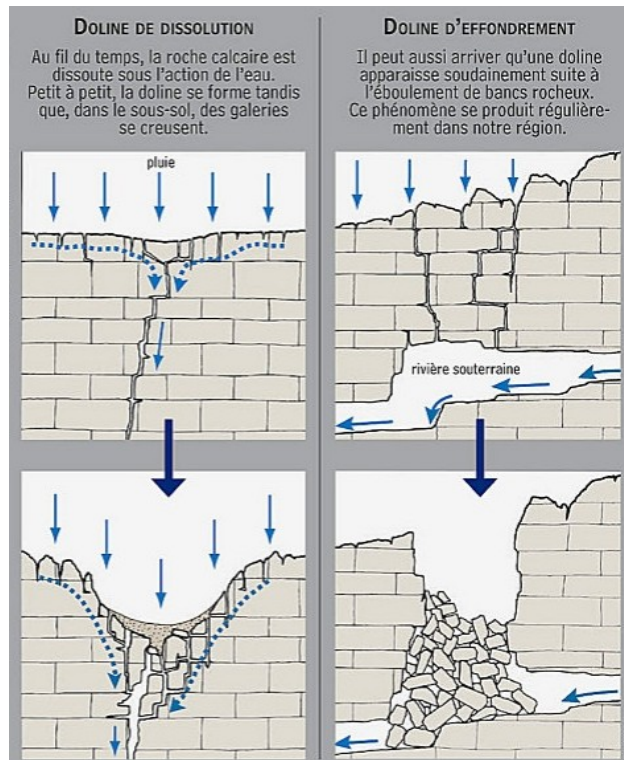 DOLINE DE DISSOLUTION
Au fil du temps, la roche calcaire est
dissoute sous l'action de l'eau.
Petit à petit, la doline se forme tandis
que, dans le sous-sol, des galeries
se creusent.
pluie
DOLINE D'EFFONDREMENT
Il peut aussi arriver qu'une doline
apparaisse soudainement suite à
l'éboulement de bancs rocheux.
Ce phénomène se produit régulière-
ment dans notre région.
rivière souterraine